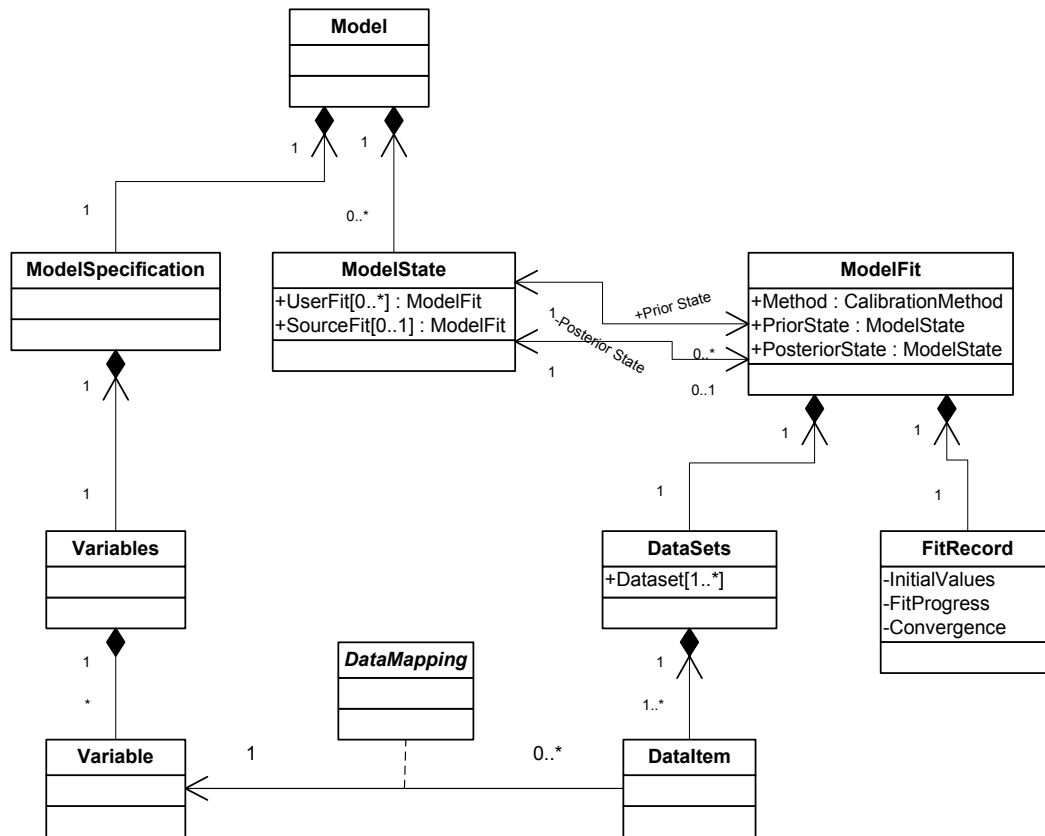 Model
1
1
1
0..*
ModelSpecification
ModelState
+UserFit[0..*] : ModelFit
+SourceFit[0..1] : ModelFit
ModelFit
+Method : CalibrationMethod
+PriorState : ModelState
+PosteriorState : ModelState
+Prior State
-Posterior State
1
1
0..*
0..1
1
1
1
1
1
1
Variables
DataSets
+Dataset[1..*]
FitRecord
-InitialValues
-FitProgress
-Convergence
1
*
DataMapping
1
1..*
Variable
1
0..*
DataItem